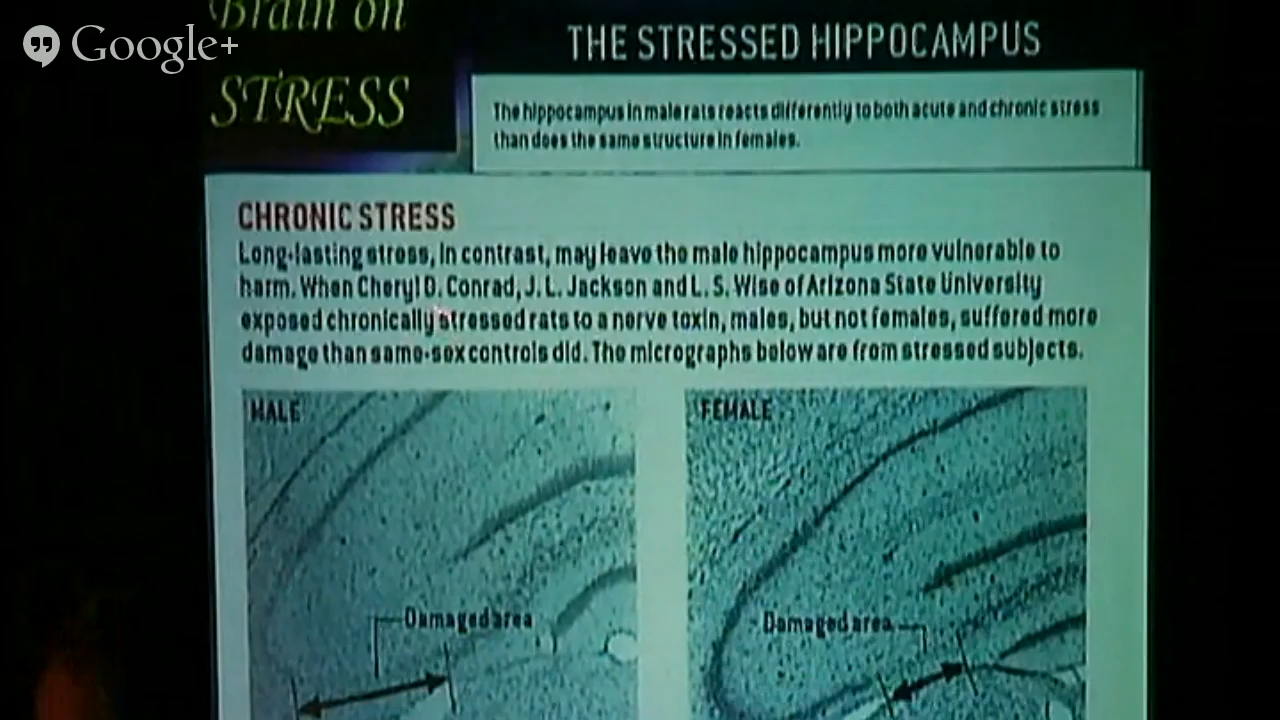 Google+
Brain on
STRESS
THE STRESSED HIPPOCAMPUS
The hippocampus in male rats reacts differently to both acute and chronic stress
than does the same structure in females.
CHRONIC STRESS
Long-lasting stress, in contrast, may leave the male hippocampus more vulnerable to
harm. When Cheryl D. Conrad, J. L. Jackson and L. S. Wise of Arizona State University
exposed chronically stressed rats to a nerve toxin, males, but not females, suffered more
damage than same-sex controls did. The micrographs below are from stressed subjects.
MALE
FEMALE
Damaged area
Damaged area